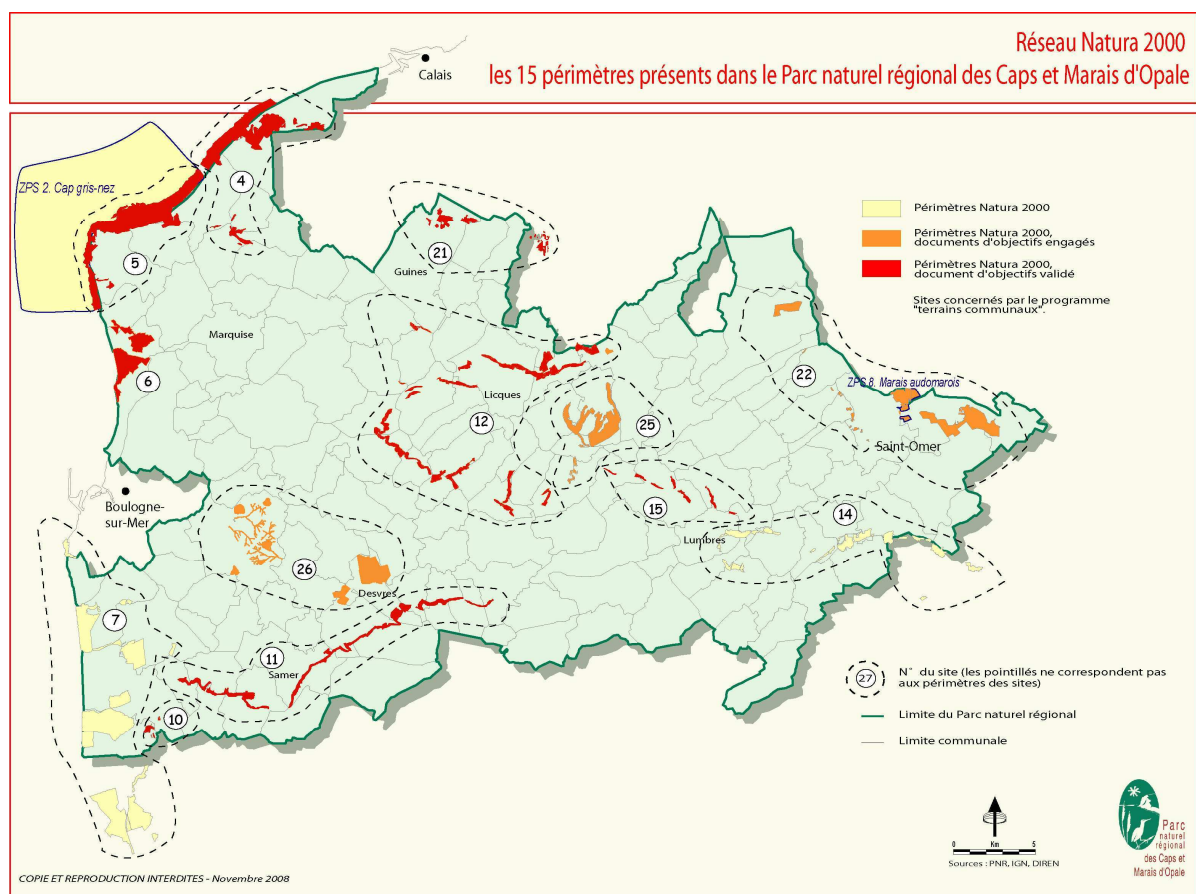 Réseau Natura 2000
les 15 périmètres présents dans le Parc naturel régional des Caps et Marais d'Opale
Calais
ZPS 2. Cap gris-nez
4
5
21
Guines
Périmètres Natura 2000
Périmètres Natura 2000,
documents d'objectifs engagés
Périmètres Natura 2000,
document d'objectifs validé
Sites concernés par le programme
"terrains communaux".
Marquise
6
22
ZPS 8. Marais audomarois
Licques
12
25
Saint-Omer
Boulogne-
sur-Mer
15
14
Lumbres
26
Desvres
7
11
Samer
10
27
N° du site (les pointillés ne correspondent pas
aux périmètres des sites)
Limite du Parc naturel régional
Limite communale
0 Km 5
Sources : PNR, IGN, DIREN
Parc
naturel
régional
des Caps et
Marais d'Opale
COPIE ET REPRODUCTION INTERDITES - Novembre 2008